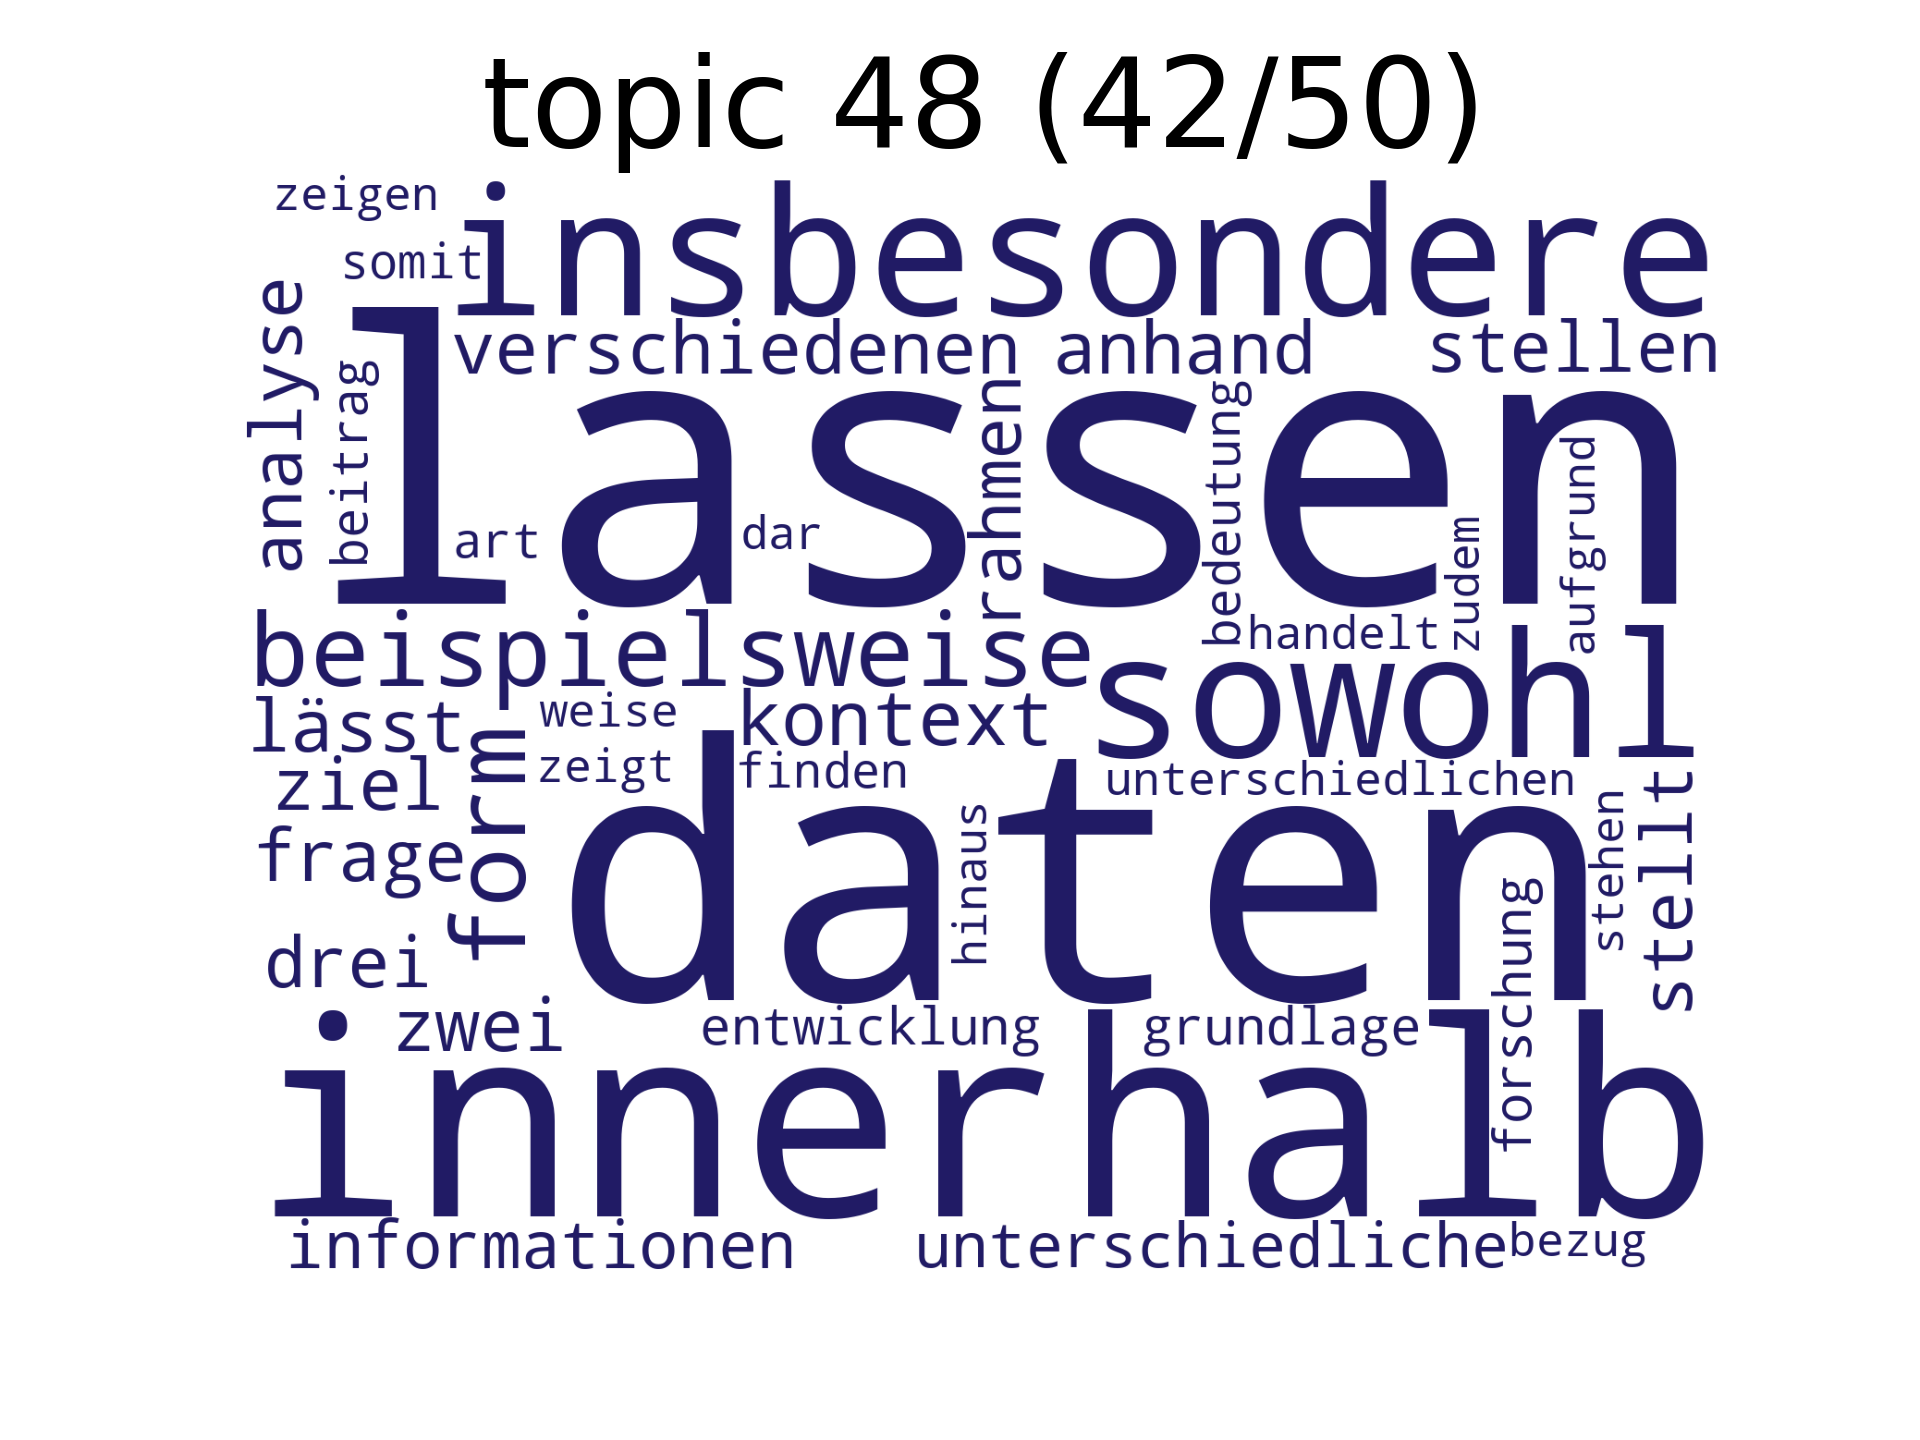 topic 48 (42/50)
zeigen
insbesondere
somit
analyse
beitrag
verschiedenen
anhand
stellen
lassen
rahmen
bedeutung
aufgrund
art
dar
zudem
beispielsweise
handelt
sowohl
lässt
weise
kontext
form
ziel
zeigt
finden
unterschiedlichen
daten
frage
hinaus
stehen
stellt
drei
forschung
zwei
entwicklung
grundlage
innerhalb
informationen
unterschiedliche
bezug